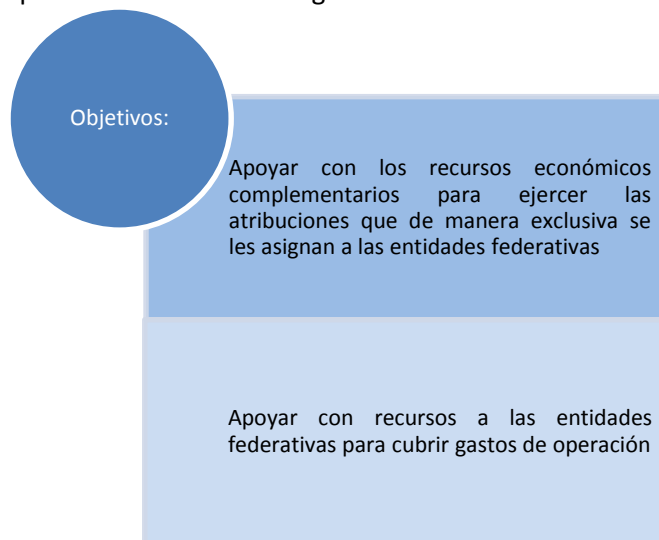 Objetivos:
Apoyar con los recursos económicos
complementarios para ejercer las
atribuciones que de manera exclusiva se
les asignan a las entidades federativas
Apoyar con recursos a las entidades
federativas para cubrir gastos de operación